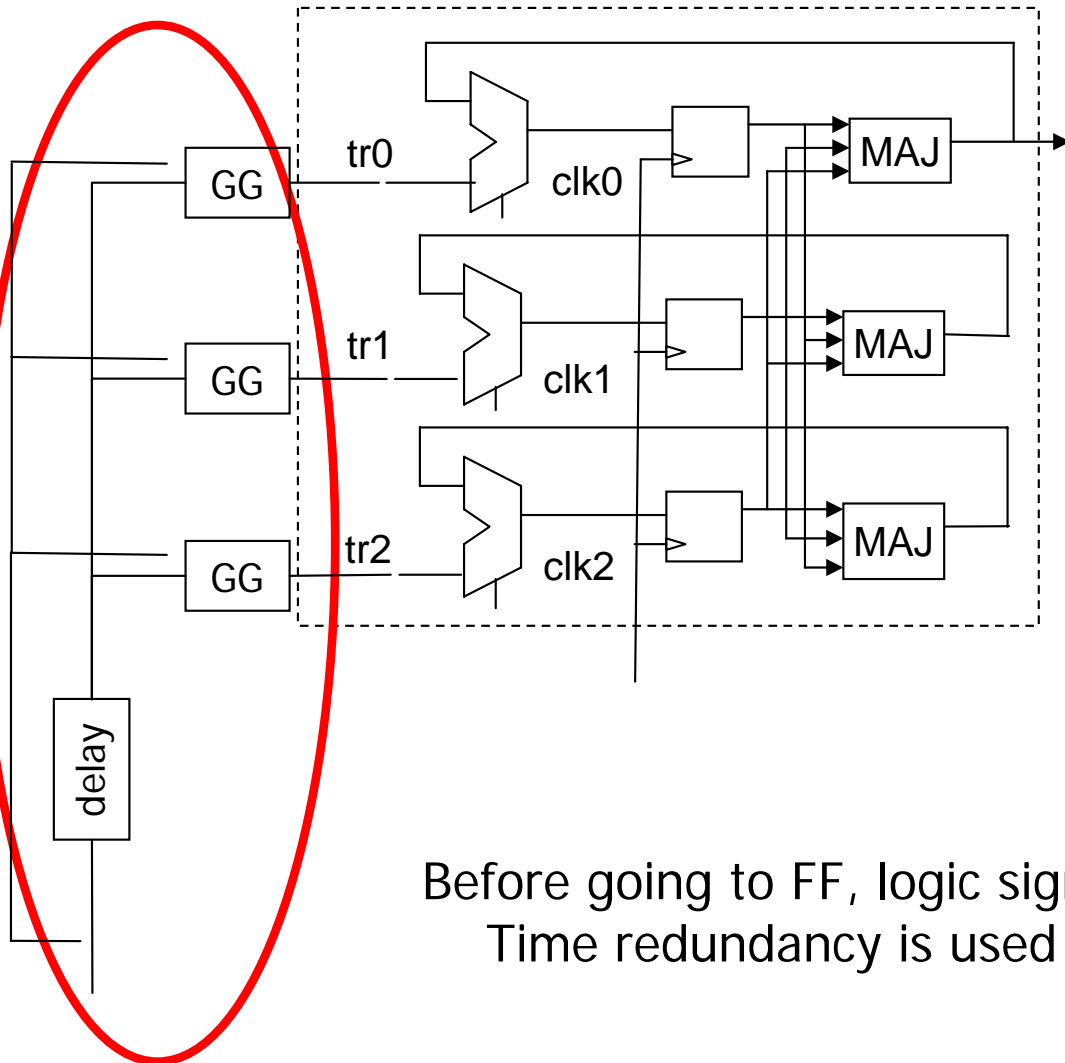 tr0
GG
clk0
MAJ
tr1
GG
clk1
MAJ
tr2
GG
clk2
MAJ
delay
Before going to FF, logic sig
Time redundancy is used